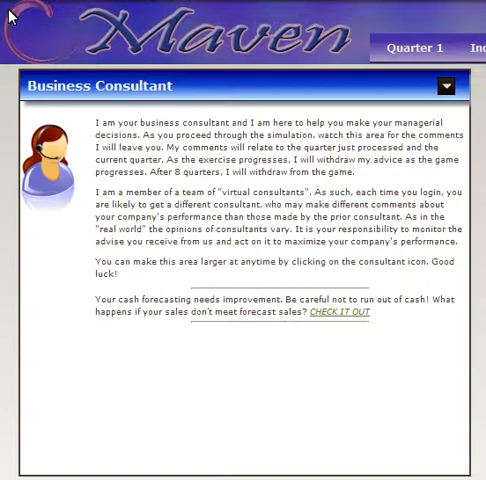 Maven
Quarter 1
Business Consultant
I am your business consultant and I am here to help you make your managerial
decisions. As you proceed through the simulation, watch this area for the comments
I will leave you. My comments will relate to the quarter just processed and the
current quarter. As the exercise progresses, I will withdraw my advice as the game
progresses. After 8 quarters, I will withdraw from the game.
I am a member of a team of "virtual consultants". As such, each time you login, you
are likely to get a different consultant, who may make different comments about
your company's performance than those made by the prior consultant. As in the
"real world" the opinions of consultants vary. It is your responsibility to monitor the
advise you receive from us and act on it to maximize your company's performance.
You can make this area larger at anytime by clicking on the consultant icon. Good
luck!
Your cash forecasting needs improvement. Be careful not to run out of cash! What
happens if your sales don't meet forecast sales? CHECK IT OUT